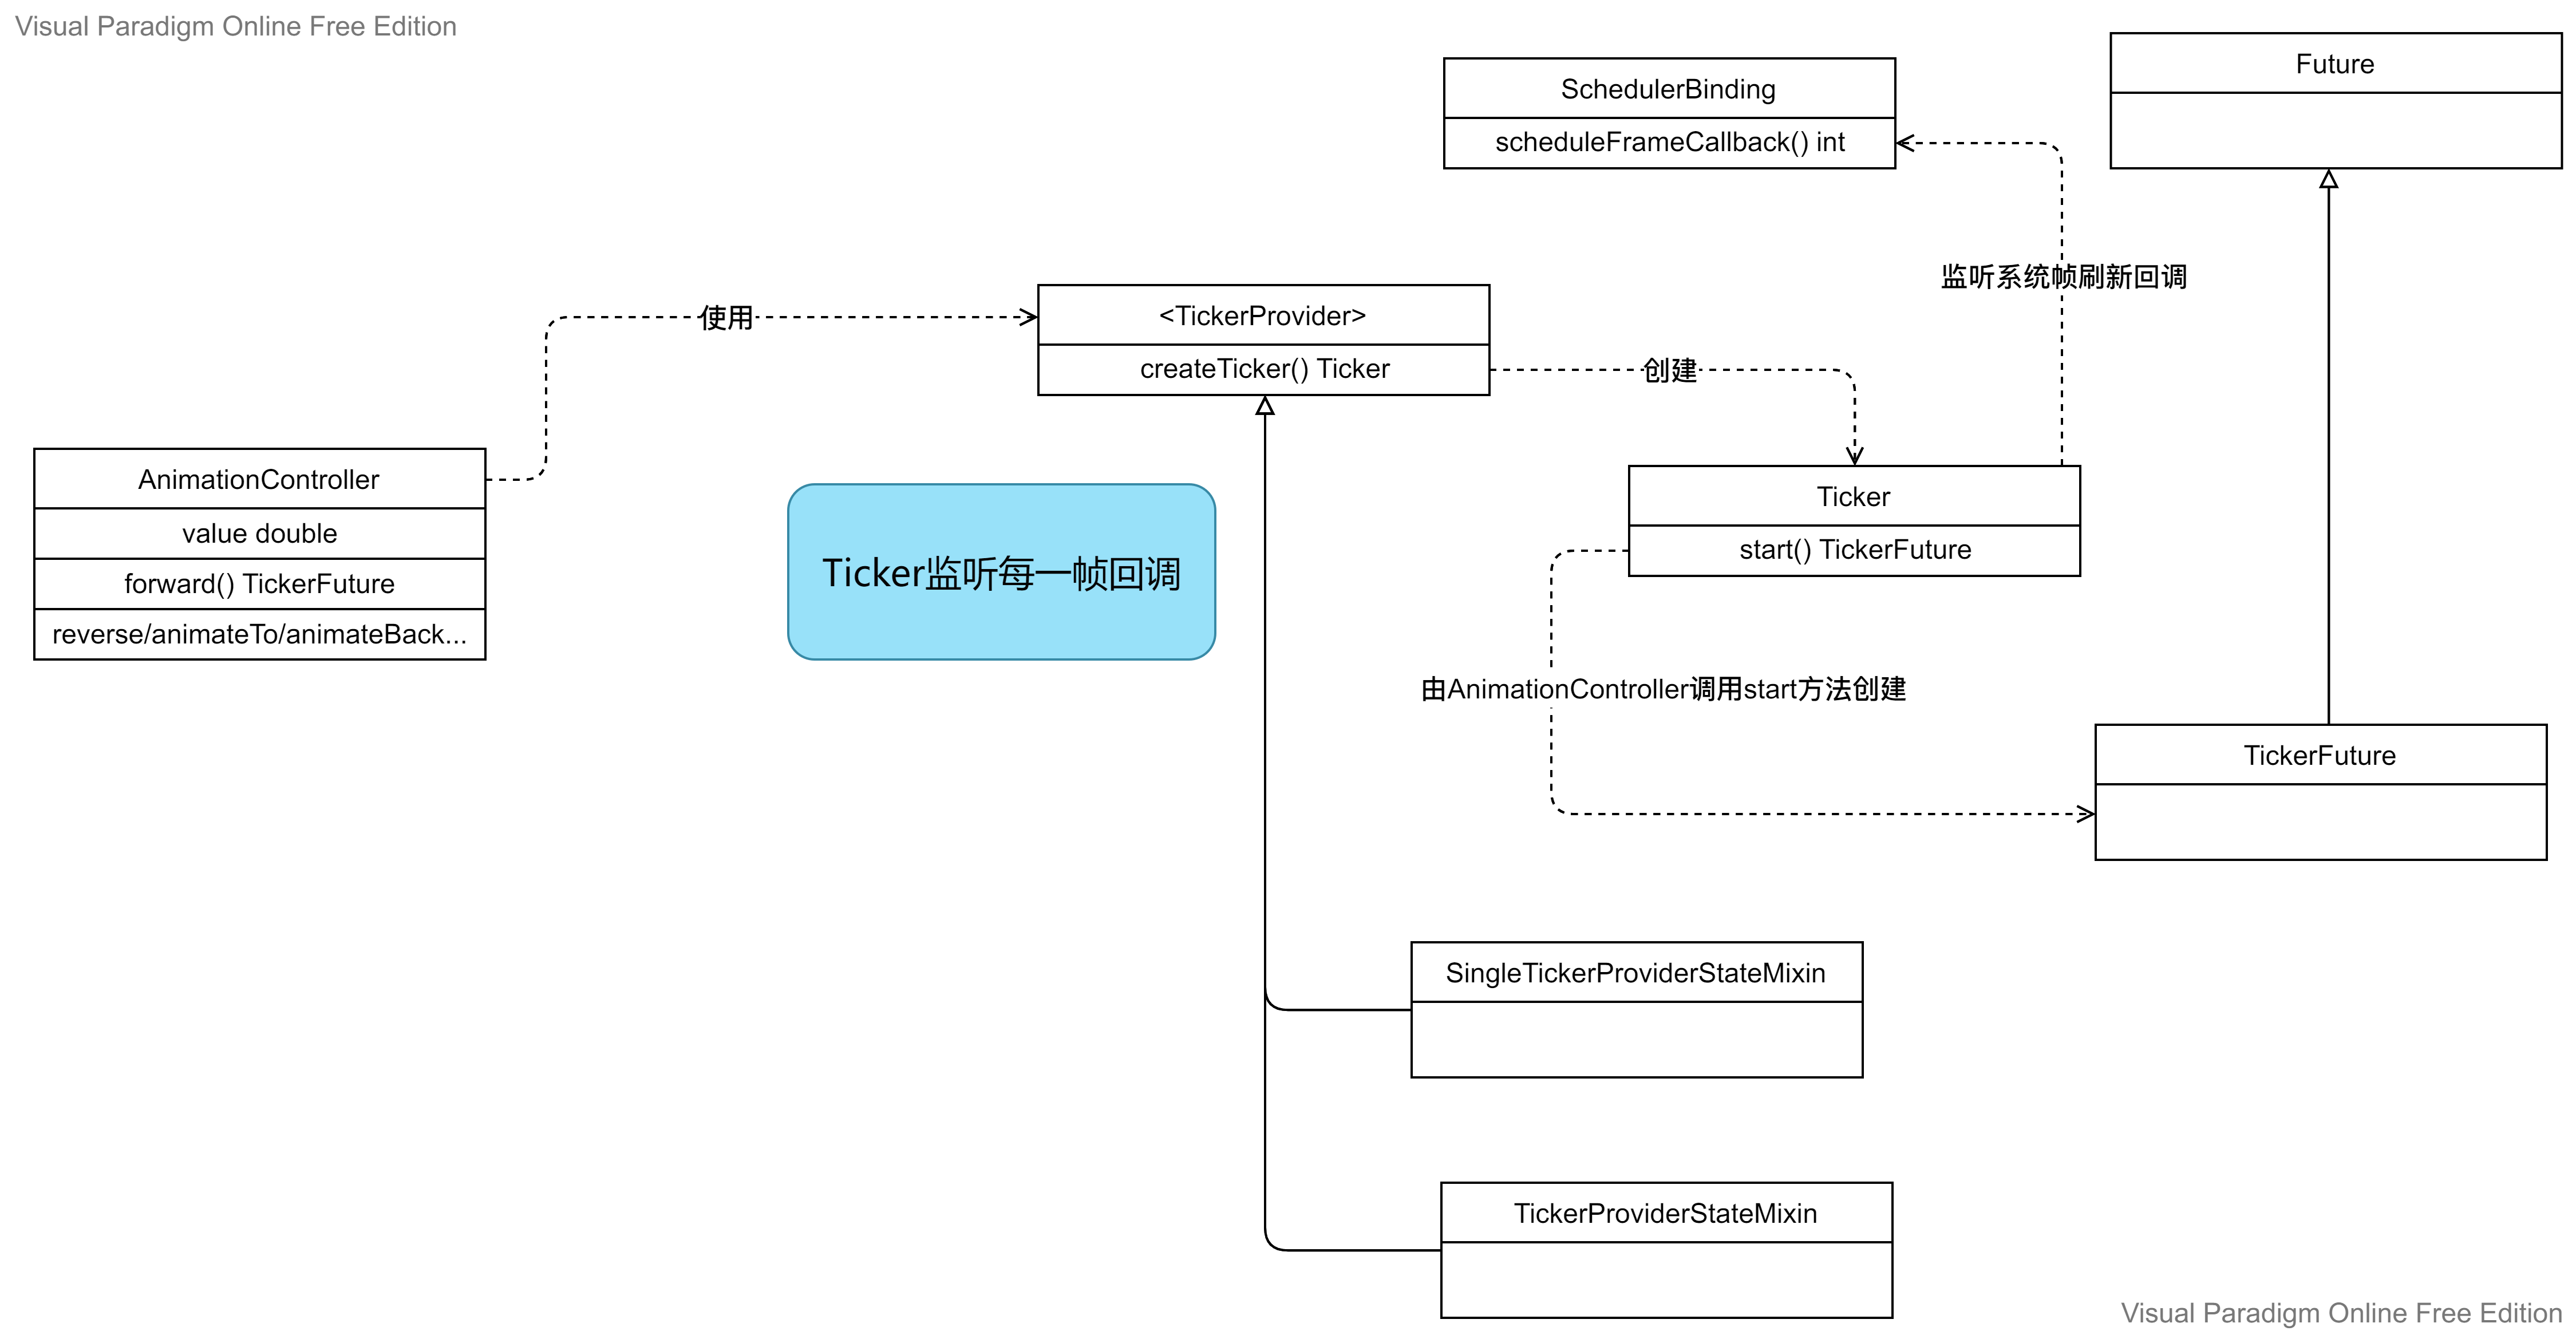 Visual Paradigm Online Free Edition
Future
SchedulerBinding
scheduleFrameCallback() int
监听系统帧刷新回调
<TickerProvider>
createTicker() Ticker
使用
创建
AnimationController
value double
forward() TickerFuture
reverse/animateTo/animateBack...
Ticker监听每一帧回调
Ticker
start() TickerFuture
由AnimationController调用start方法创建
TickerFuture
SingleTickerProviderStateMixin
TickerProviderStateMixin
Visual Paradigm Online Free Edition